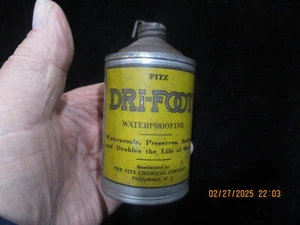 FITZ
DRI-FOOT
WATERPROOFING
Waterproofs, Preserves,
and Doubles the Life of
Manufactured by
THE FITZ CHEMICAL COMPANY
Phillipsburg, N. J.
02/27/2025 22:03